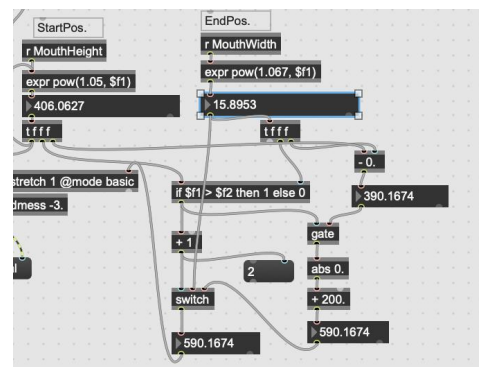 StartPos.
EndPos.
r MouthHeight
r MouthWidth
expr pow(1.05, $f1)
expr pow(1.067, $f1)
406.0627
15.8953
t f f f
t f f f
- 0.
stretch 1 @mode basic
if $f1 > $f2 then 1 else 0
390.1674
dmess -3.
gate
+ 1
2
abs 0.
switch
+ 200.
590.1674
590.1674